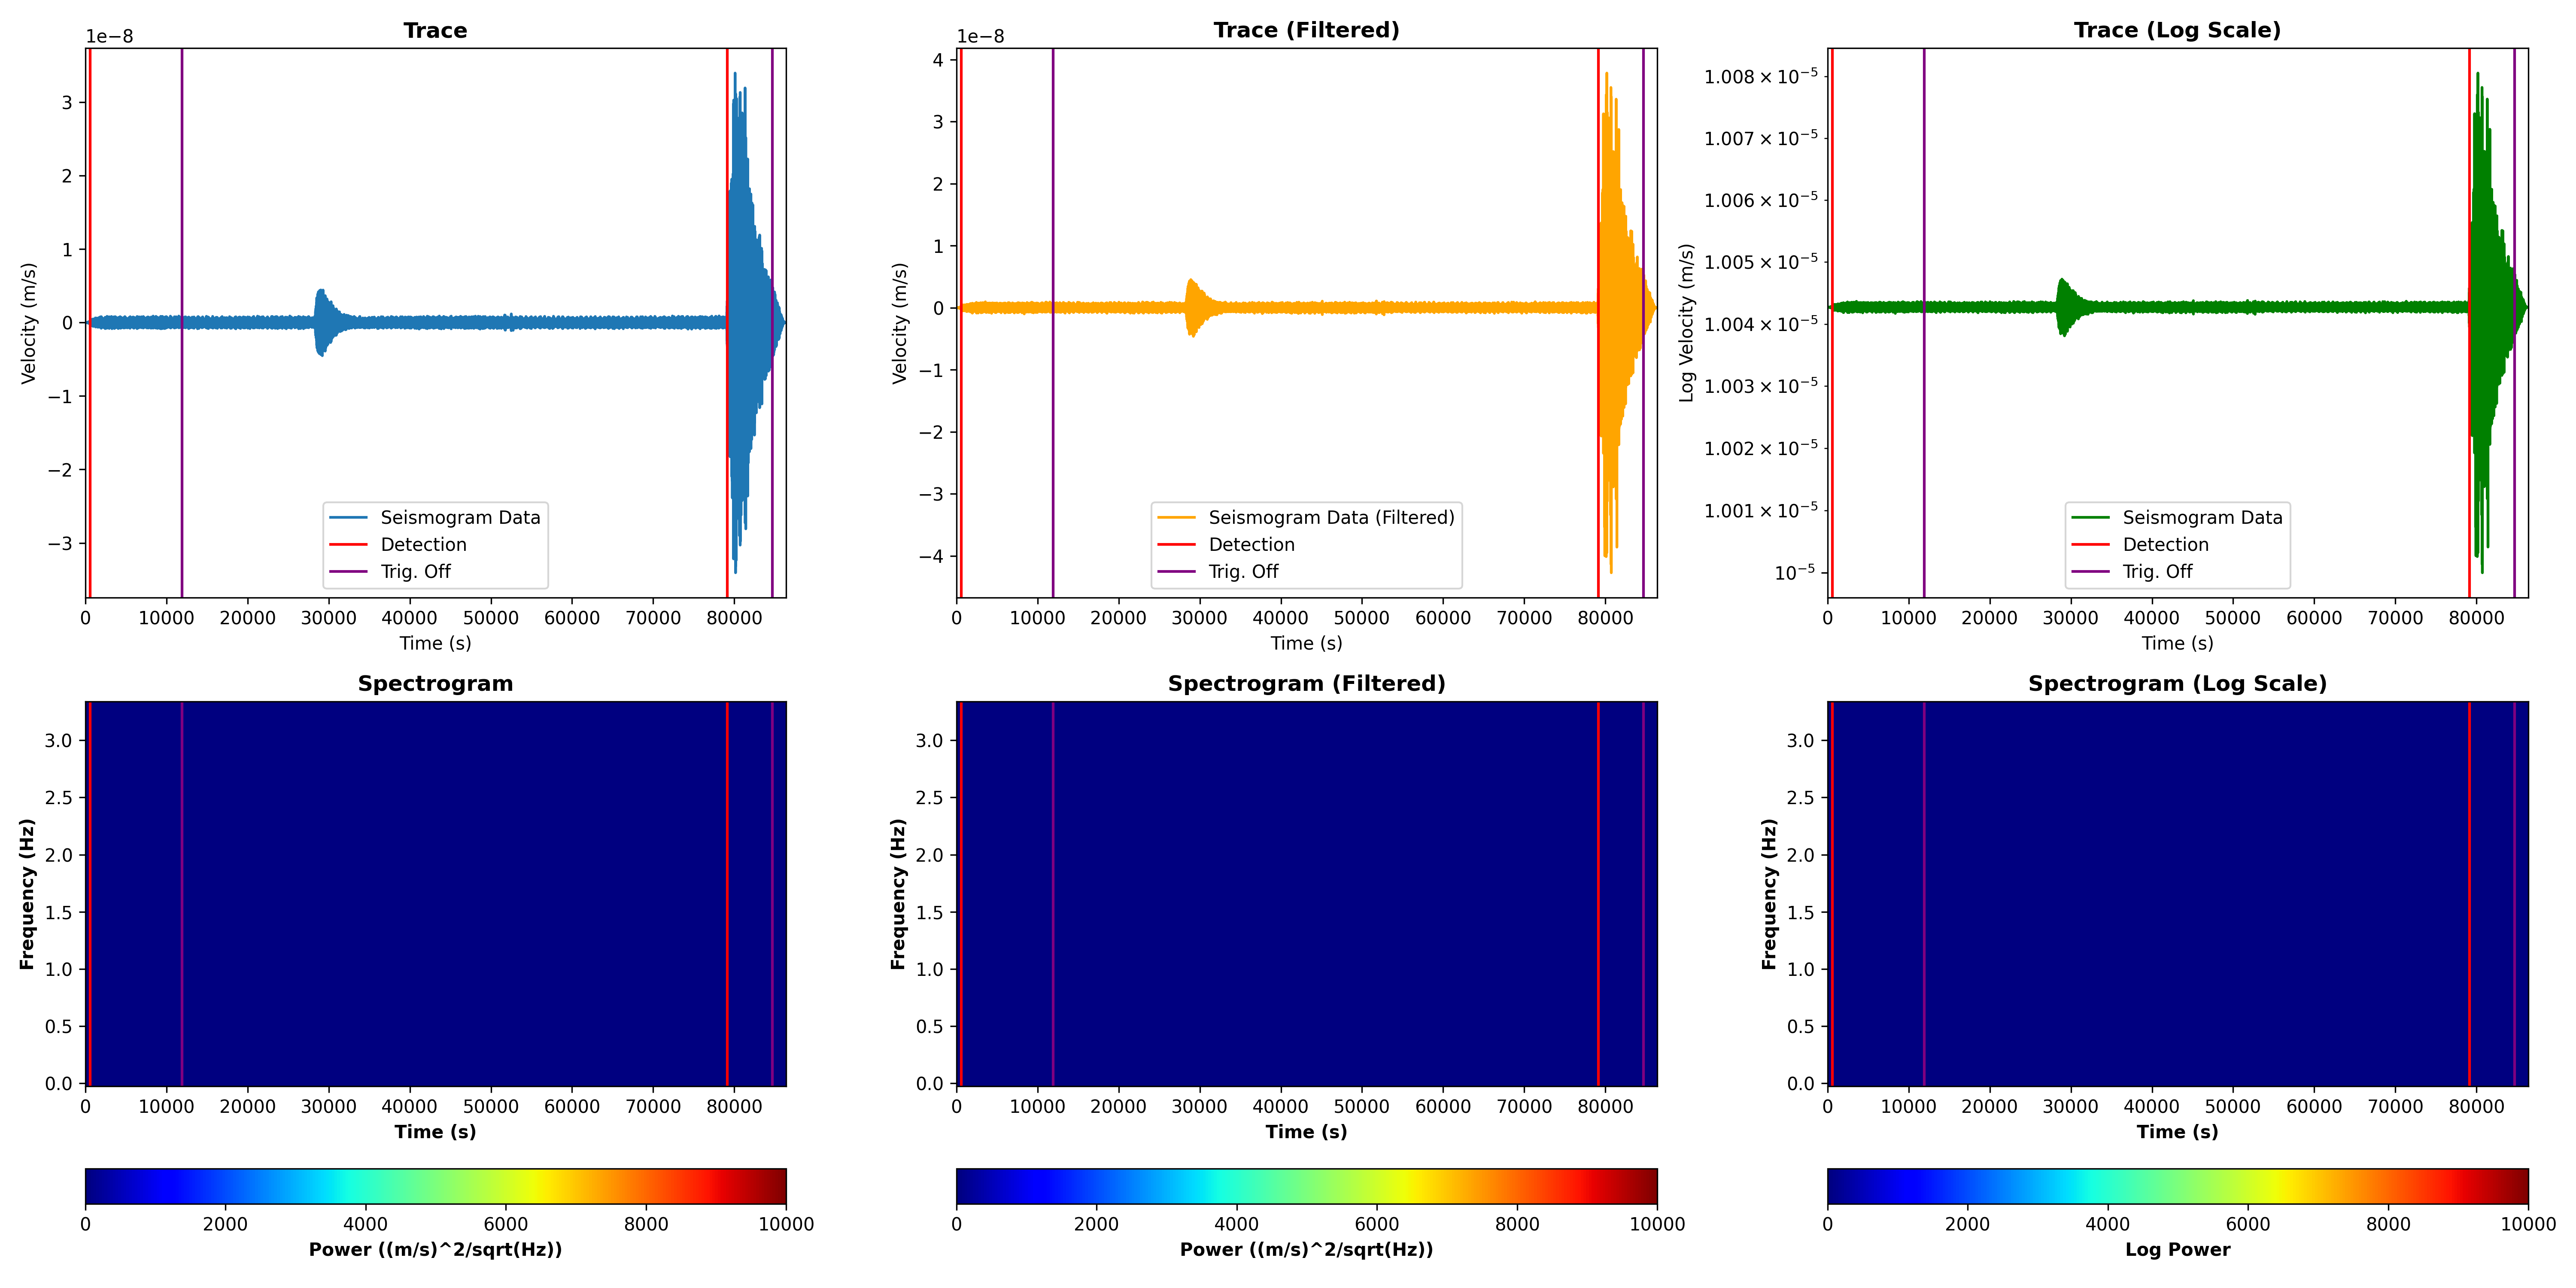 Trace
1e−8
Velocity (m/s)
3
2
1
0
−1
−2
−3
Seismogram Data
Detection
Trig. Off
0 10000 20000 30000 40000 50000 60000 70000 80000
Time (s)
Trace (Filtered)
1e−8
Velocity (m/s)
4
3
2
1
0
−1
−2
−3
−4
Seismogram Data (Filtered)
Detection
Trig. Off
0 10000 20000 30000 40000 50000 60000 70000 80000
Time (s)
Trace (Log Scale)
Log Velocity (m/s)
1.008 × 10⁻⁵
1.007 × 10⁻⁵
1.006 × 10⁻⁵
1.005 × 10⁻⁵
1.004 × 10⁻⁵
1.003 × 10⁻⁵
1.002 × 10⁻⁵
1.001 × 10⁻⁵
10⁻⁵
Seismogram Data
Detection
Trig. Off
0 10000 20000 30000 40000 50000 60000 70000 80000
Time (s)
Spectrogram
Frequency (Hz)
3.0
2.5
2.0
1.5
1.0
0.5
0.0
0 10000 20000 30000 40000 50000 60000 70000 80000
Time (s)
0 2000 4000 6000 8000 10000
Power ((m/s)^2/sqrt(Hz))
Spectrogram (Filtered)
Frequency (Hz)
3.0
2.5
2.0
1.5
1.0
0.5
0.0
0 10000 20000 30000 40000 50000 60000 70000 80000
Time (s)
0 2000 4000 6000 8000 10000
Power ((m/s)^2/sqrt(Hz))
Spectrogram (Log Scale)
Frequency (Hz)
3.0
2.5
2.0
1.5
1.0
0.5
0.0
0 10000 20000 30000 40000 50000 60000 70000 80000
Time (s)
0 2000 4000 6000 8000 10000
Log Power